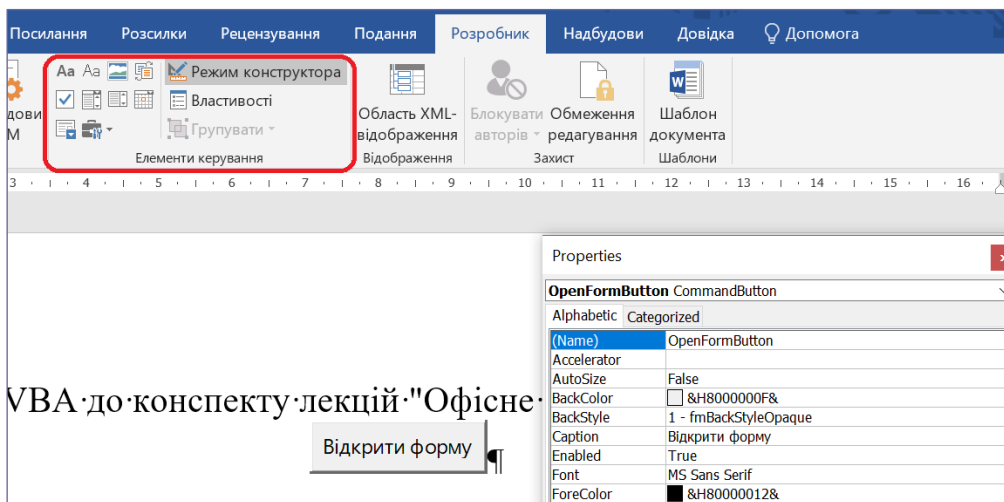 Посилання Розсилки Рецензування Подання Розробник Надбудови Довідка Допомога
Aa Aa Режим конструктора
Властивості
Групувати
Елементи керування
Область XML-
відображення
Відображення
Блокувати
авторів
Обмеження
редагування
Захист
Шаблон
документа
Шаблони
3 4 5 6 7 8 9 10 11 12 13 14 15 16
Properties
OpenFormButton CommandButton
Alphabetic Categorized
(Name) OpenFormButton
Accelerator
AutoSize False
BackColor &H8000000F&
BackStyle 1 - fmBackStyleOpaque
Caption Відкрити форму
Enabled True
Font MS Sans Serif
ForeColor &H80000012&
VBA·до·конспекту·лекцій·"Офісне·
Відкрити форму ¶